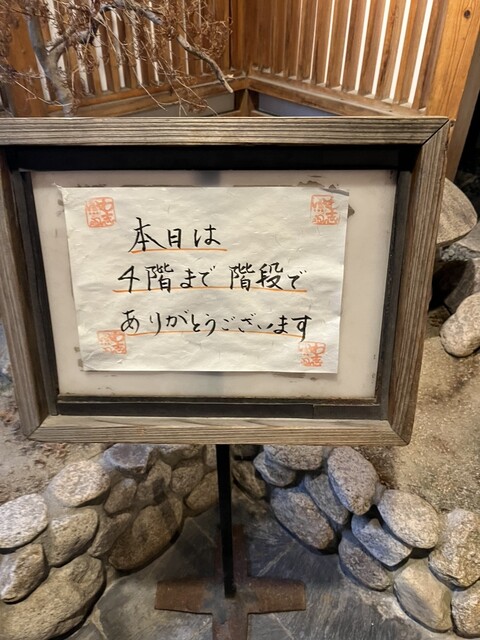 本日は
4階まで 階段で
ありがとうございます